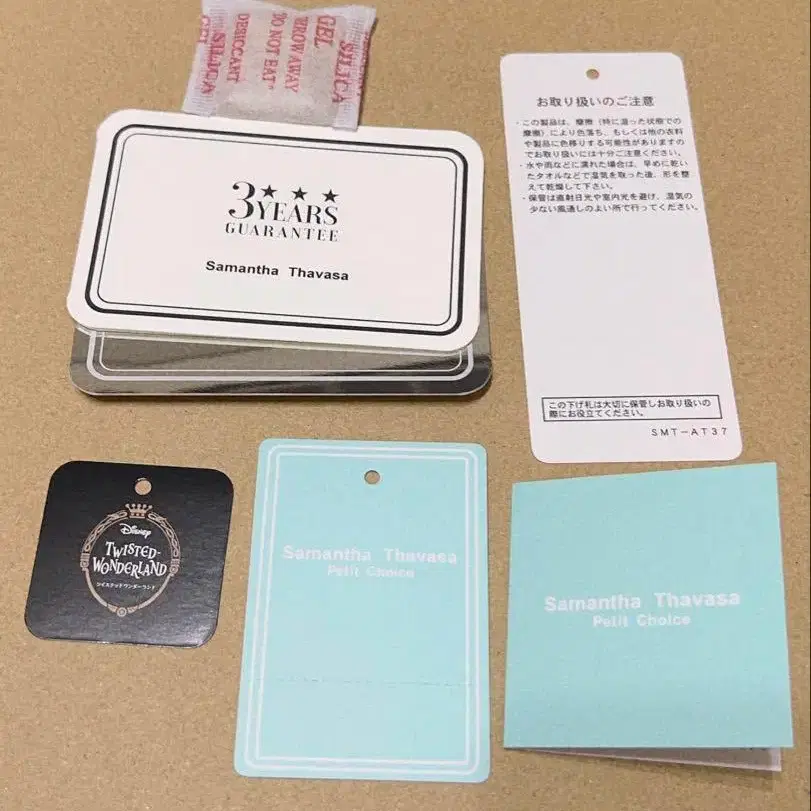 SILICA
GEL
THROW AWAY
"DO NOT EAT"
DESICCANT
SILICA
GEL
3 YEARS
GUARANTEE
Samantha Thavasa
お取り扱いのご注意
・この製品は、摩擦（特に湿った状態での
摩擦）により色落ち、もしくは他の衣料
や製品に色移りする可能性がありますの
でお取り扱いには十分ご注意ください。
・水や雨などに濡れた場合は、早めに乾い
たタオルなどで湿気を取った後、形を整
えて乾燥して下さい。
・保管は直射日光や室内光を避け、湿気の
少ない風通しのよい所で行ってください。
この下げ札は大切に保管しお取り扱いの
際にお役立てください。
SMT-AT37
Disney
TWISTED-
WONDERLAND
ツイステッドワンダーランド
Samantha Thavasa
Petit Choice
Samantha Thavasa
Petit Choice